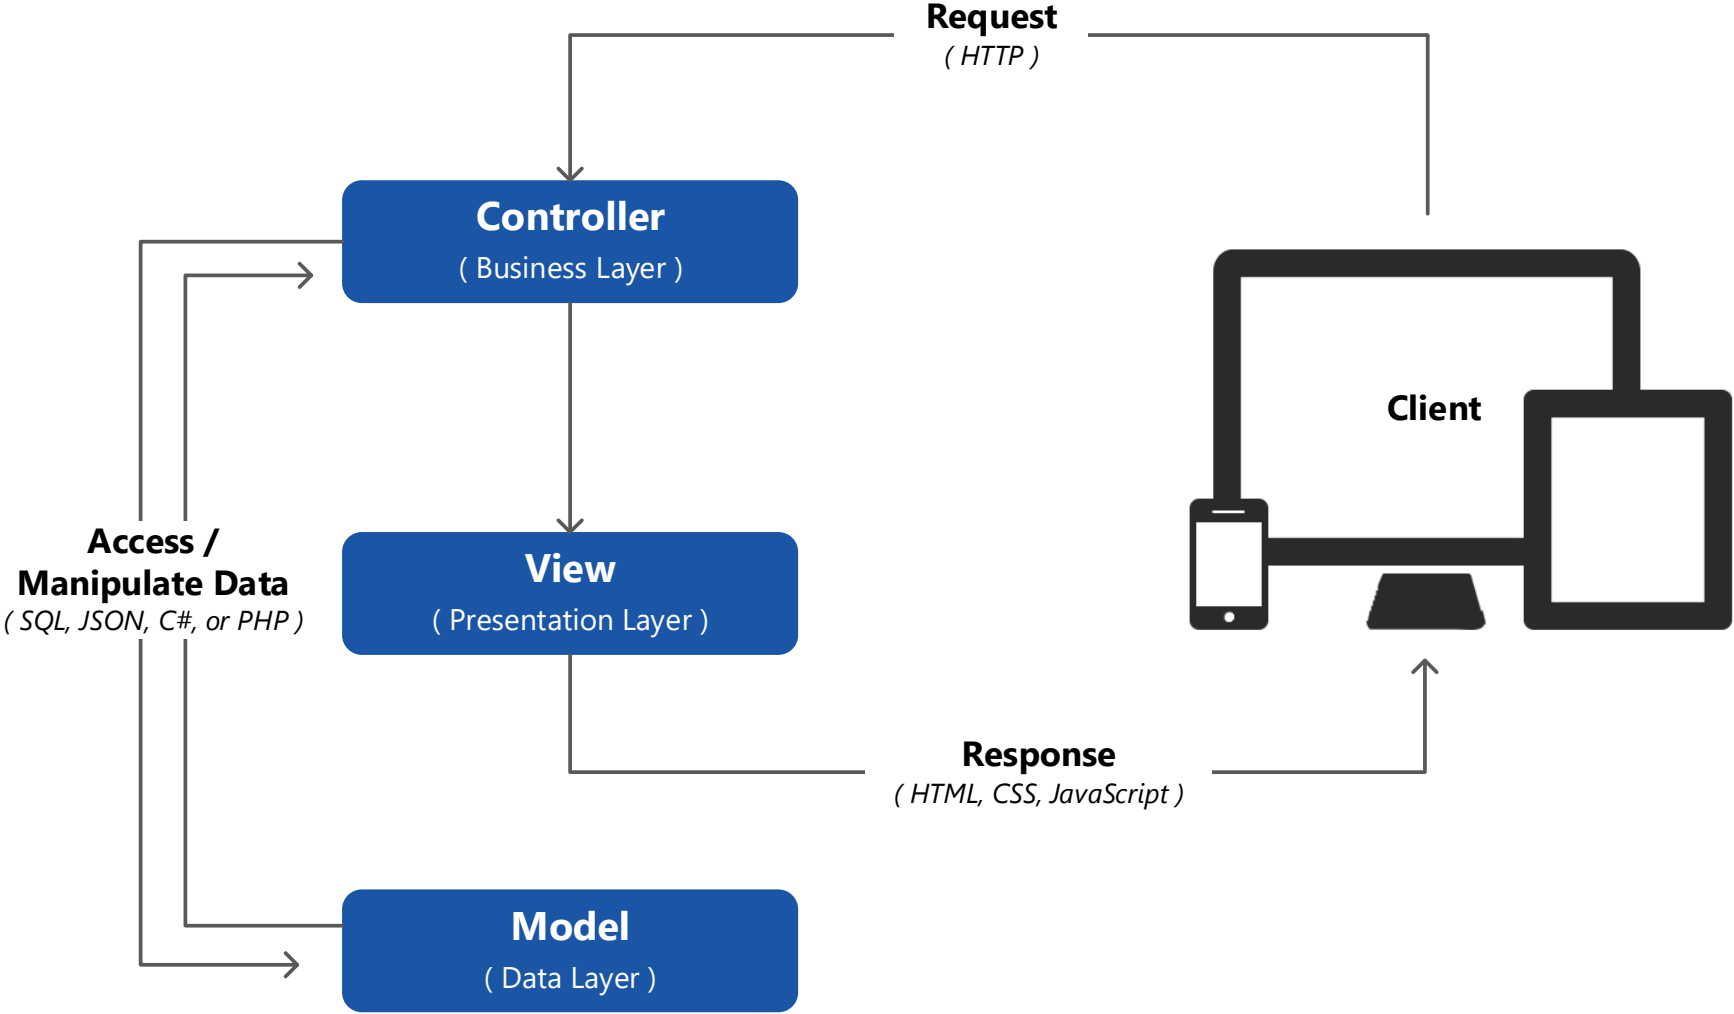 Request
( HTTP )
Controller
( Business Layer )
Client
Access /
Manipulate Data
( SQL, JSON, C#, or PHP )
View
( Presentation Layer )
Response
( HTML, CSS, JavaScript )
Model
( Data Layer )